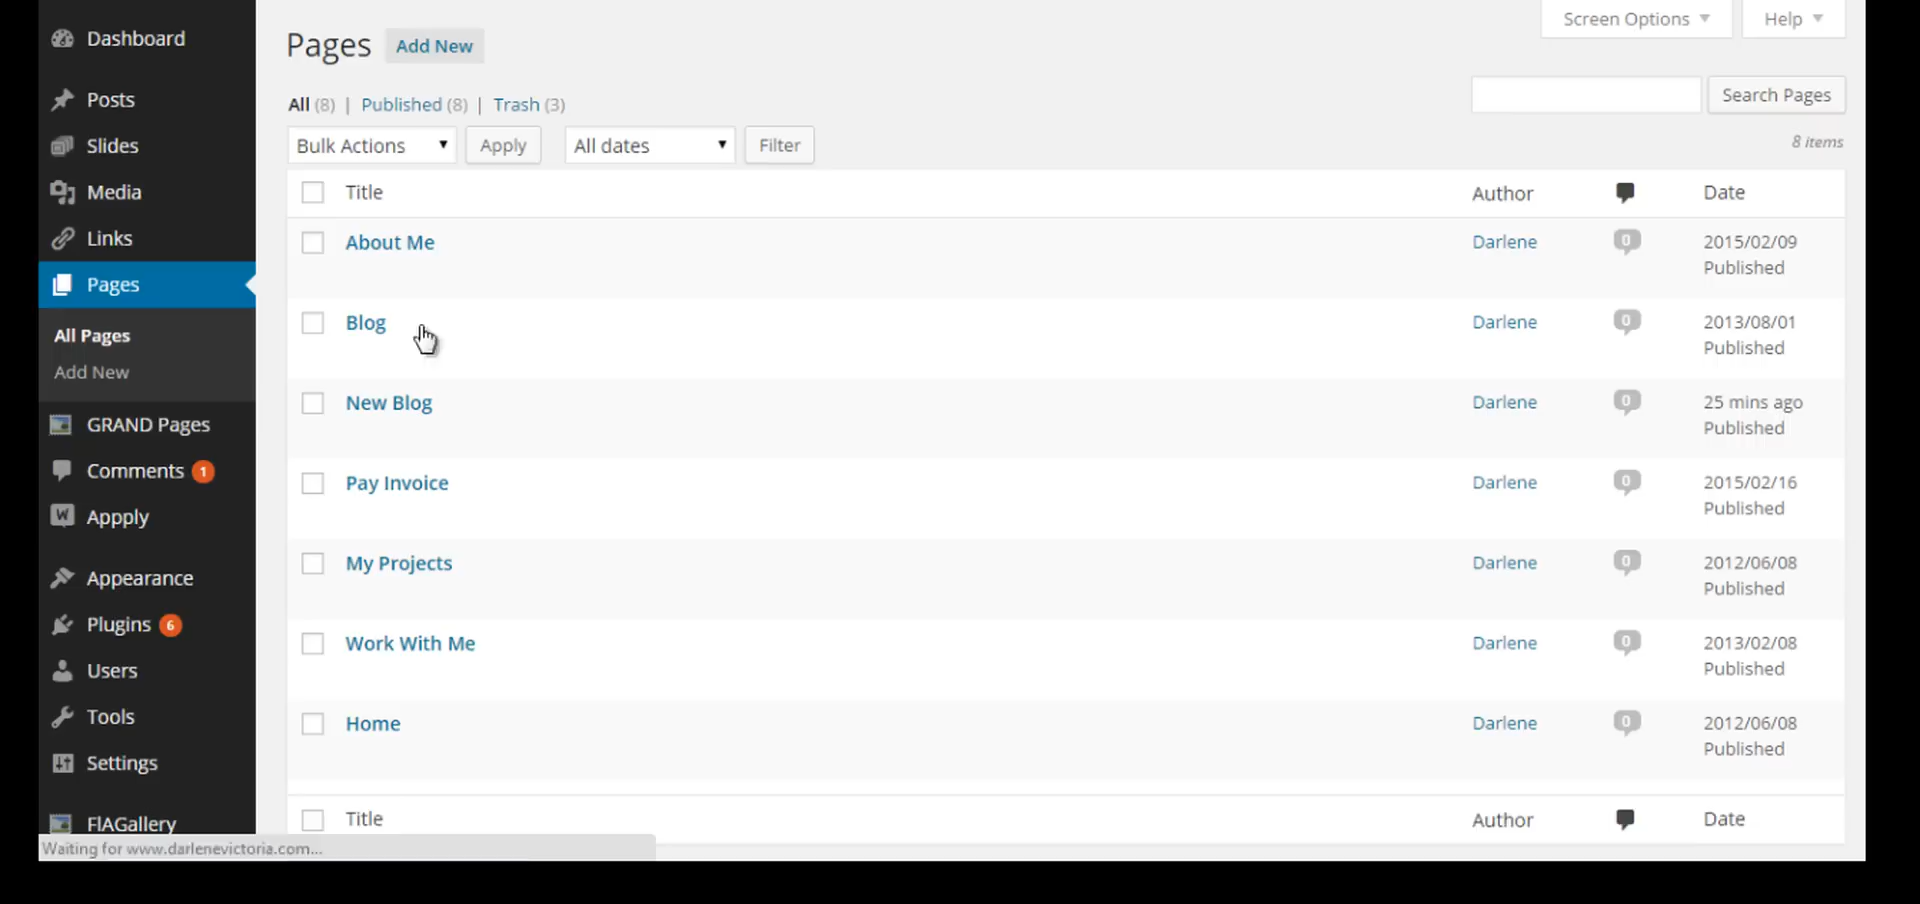 Dashboard
Posts
Slides
Media
Links
Pages
All Pages
Add New
GRAND Pages
Comments 1
Appply
Appearance
Plugins 6
Users
Tools
Settings
FlAGallery
Screen Options
Help
Pages Add New
All (8) | Published (8) | Trash (3)
Search Pages
Bulk Actions Apply All dates Filter
8 items
Title Author Date
About Me Darlene 0 2015/02/09
Published
Blog Darlene 0 2013/08/01
Published
New Blog Darlene 0 25 mins ago
Published
Pay Invoice Darlene 0 2015/02/16
Published
My Projects Darlene 0 2012/06/08
Published
Work With Me Darlene 0 2013/02/08
Published
Home Darlene 0 2012/06/08
Published
Title Author Date
Waiting for www.darlenevictoria.com...